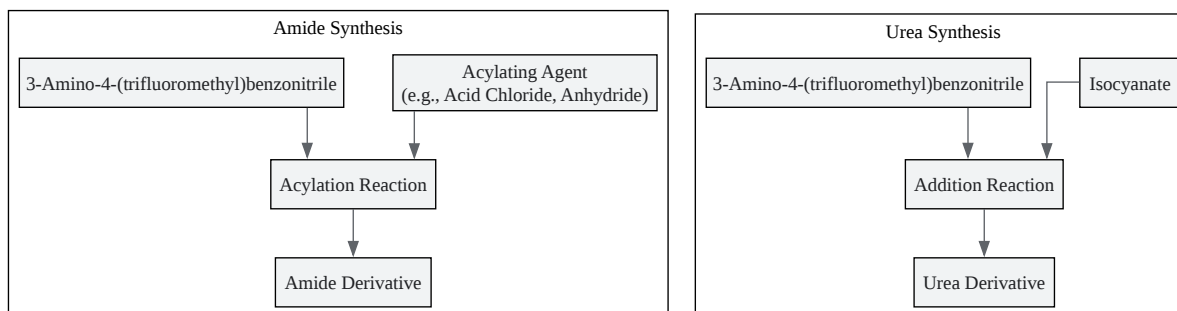 Amide Synthesis
3-Amino-4-(trifluoromethyl)benzonitrile
Acylating Agent
(e.g., Acid Chloride, Anhydride)
Acylation Reaction
Amide Derivative
Urea Synthesis
3-Amino-4-(trifluoromethyl)benzonitrile
Isocyanate
Addition Reaction
Urea Derivative